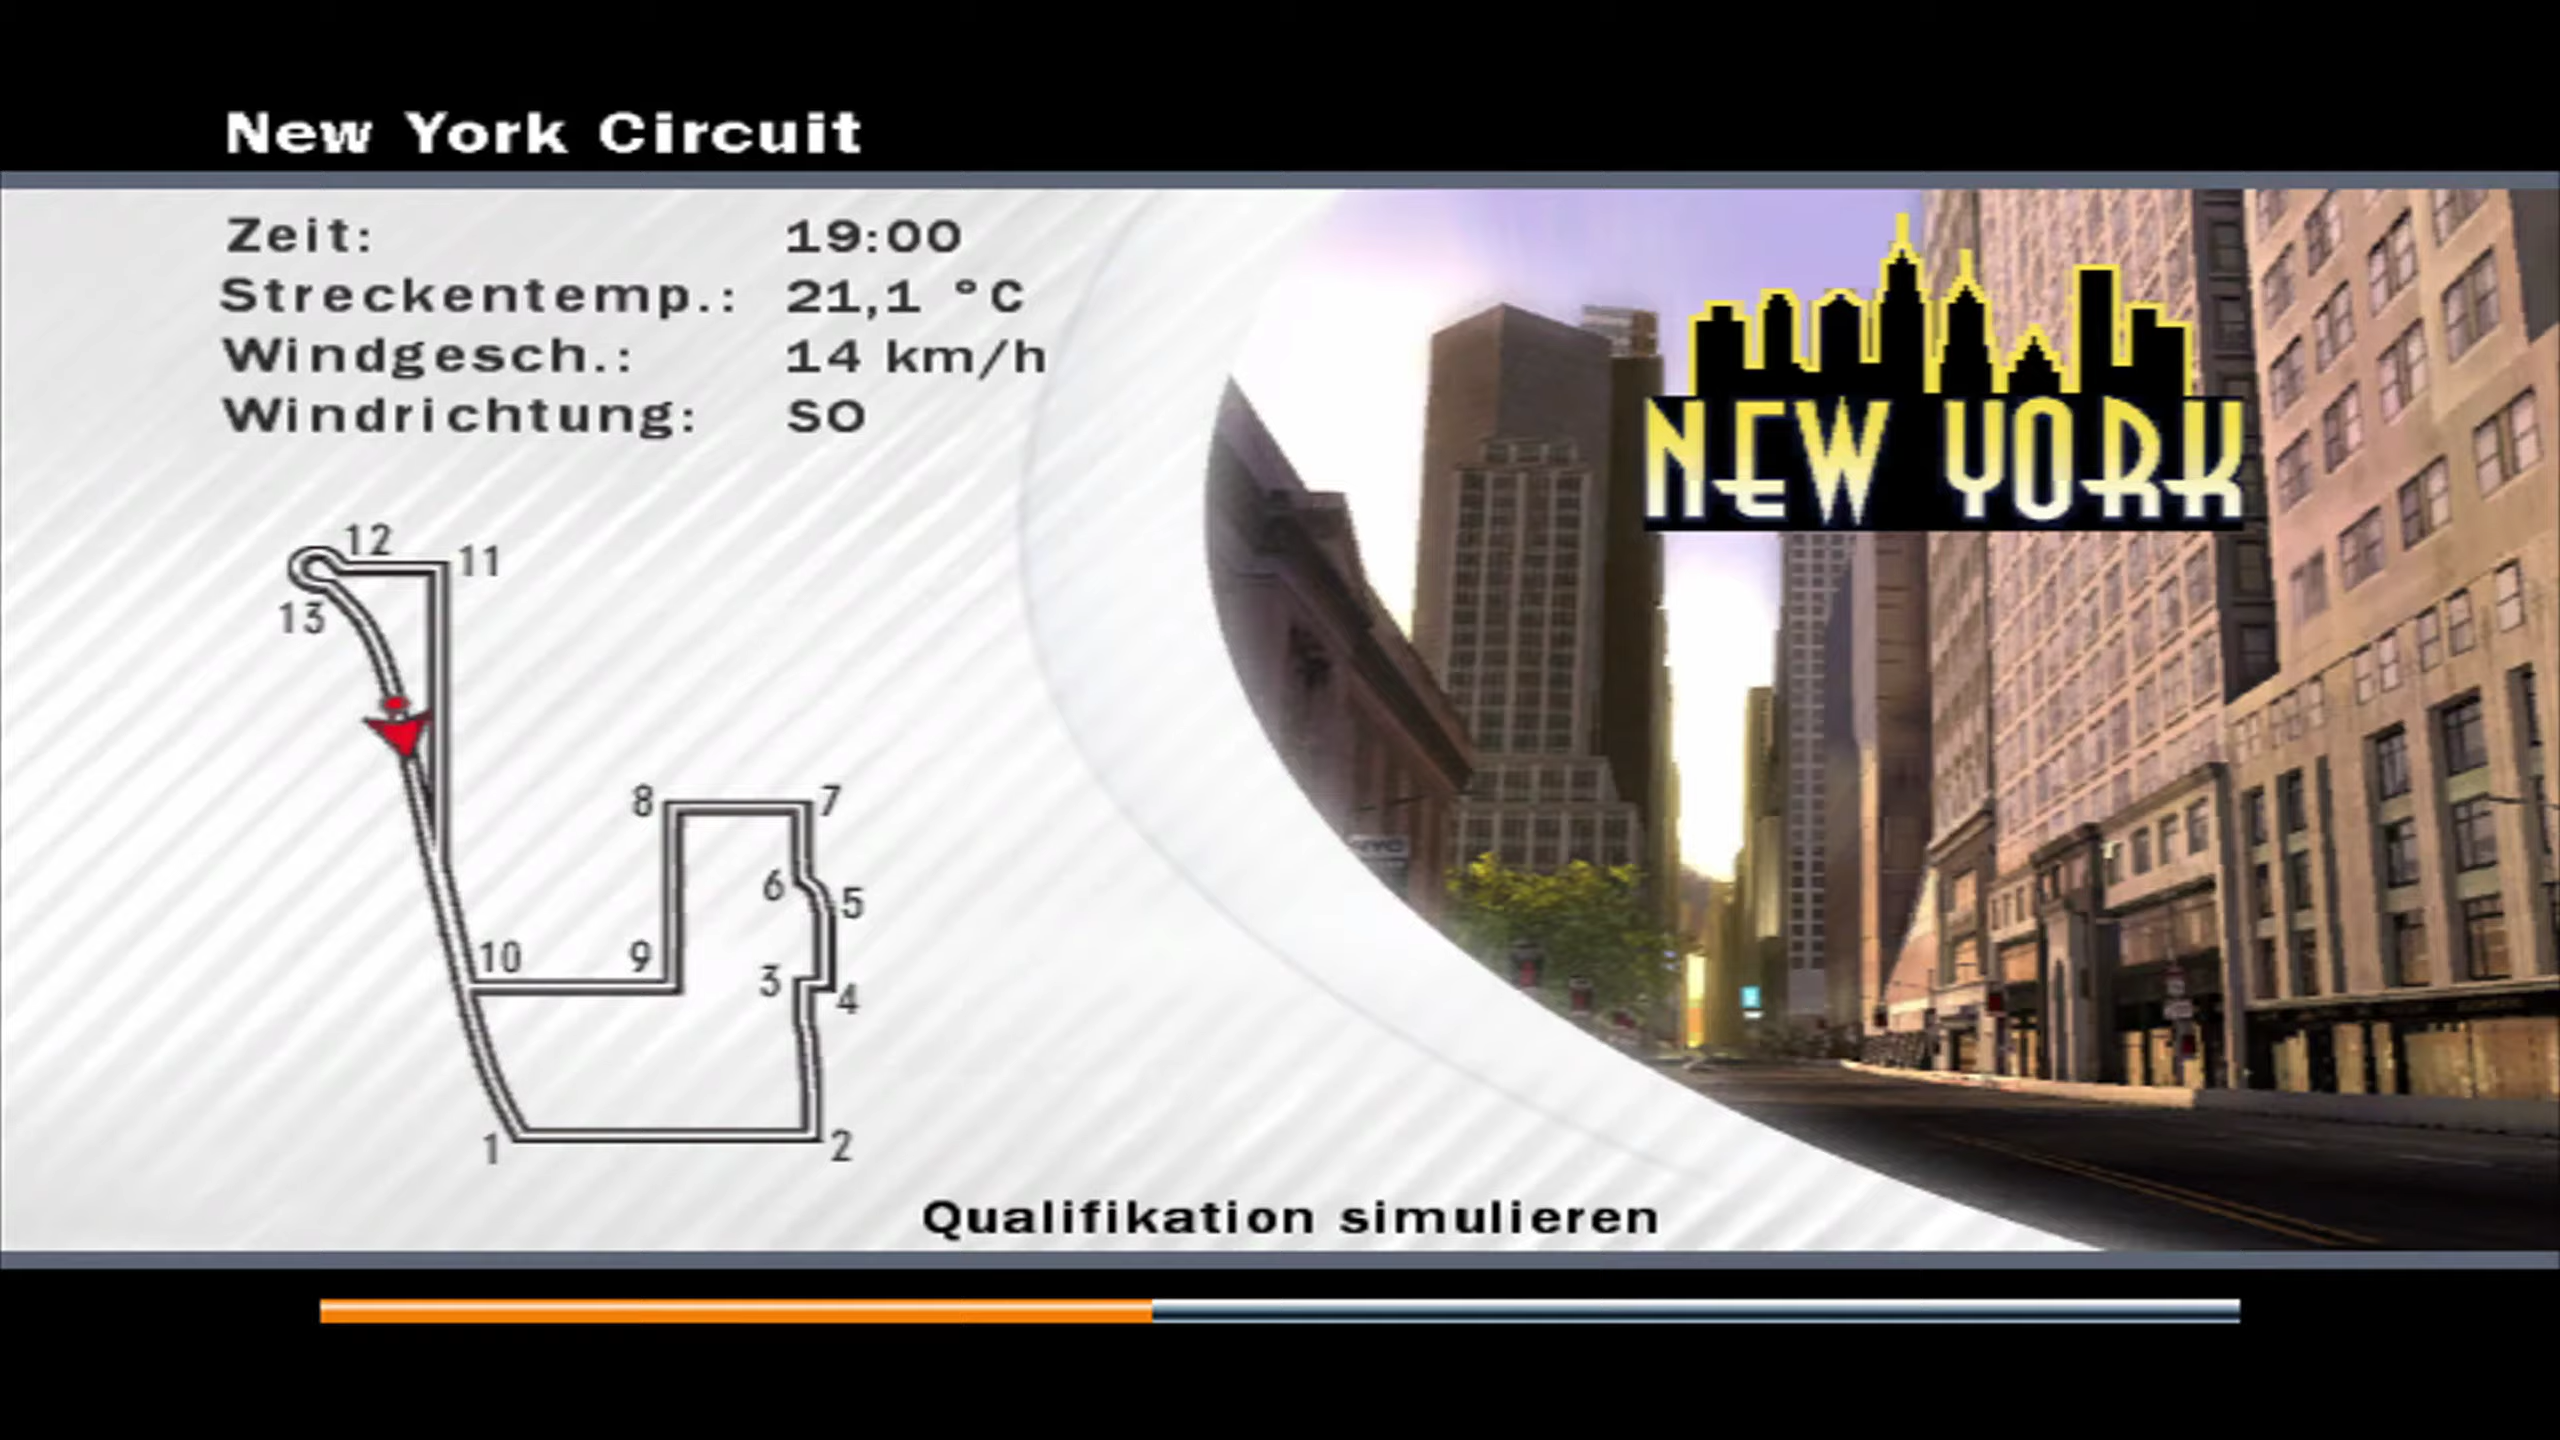 New York Circuit
Zeit: 19:00
Streckentemp.: 21,1 °C
Windgesch.: 14 km/h
Windrichtung: SO
NEW YORK
12
11
13
8
7
6
5
10
9
3
4
1
2
Qualifikation simulieren